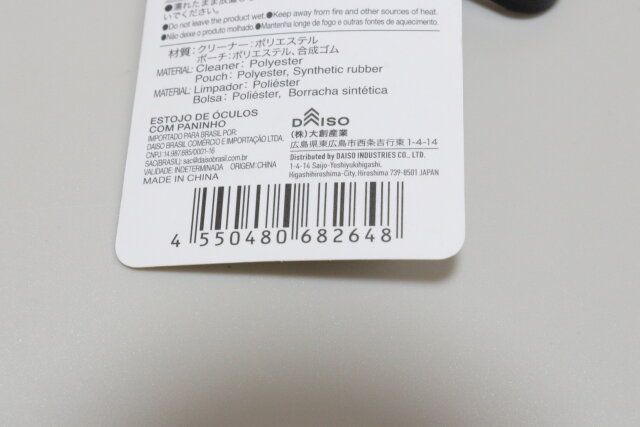 ●濡れたまま放置し
いでください。
●Do not leave the product wet. ●Keep away from fire and other sources of heat.
●Não deixe o produto molhado. ●Mantenha longe de fogo e outras fontes de aquecimento.
材質：クリーナー：ポリエステル
ポーチ：ポリエステル、合成ゴム
MATERIAL: Cleaner: Polyester
Pouch: Polyester, Synthetic rubber
MATERIAL: Limpador: Poliéster
Bolsa: Poliéster, Borracha sintética
ESTOJO DE ÓCULOS
COM PANINHO
IMPORTADO PARA BRASIL POR:
DAISO BRASIL COMÉRCIO E IMPORTAÇÃO LTDA.
CNPJ:14.987.885/0001-16
SAC(BRASIL): sac@daisobrasil.com.br
VALIDADE: INDETERMINADA ORIGEM: CHINA
MADE IN CHINA
DAISO
(株)大創産業
広島県東広島市西条吉行東1-4-14
Distributed by DAISO INDUSTRIES CO., LTD.
1-4-14 Saijo-Yoshiyukihigashi,
Higashihiroshima-City, Hiroshima 739-8501 JAPAN
4 550480 682648